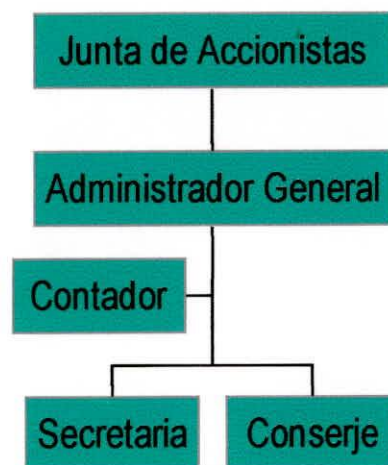 Junta de Accionistas
Administrador General
Contador
Secretaria
Conserje